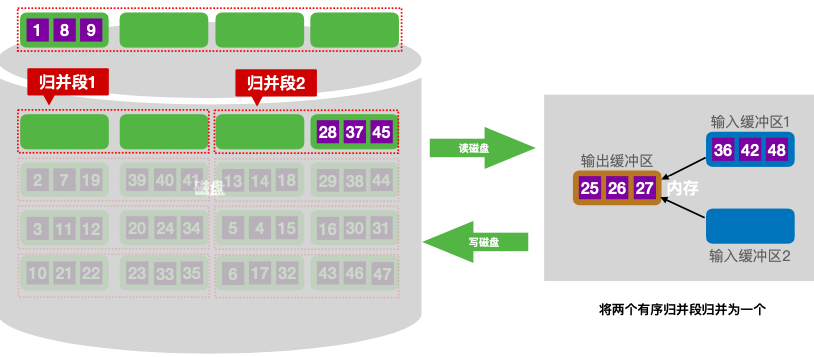 1 8 9
归并段1 归并段2
28 37 45
2 7 19 39 40 41 13 14 18 29 38 44
磁盘
3 11 12 20 24 34 5 4 15 16 30 31
10 21 22 23 33 35 6 17 32 43 46 47
读磁盘
写磁盘
输入缓冲区1
36 42 48
输出缓冲区
25 26 27
内存
输入缓冲区2
将两个有序归并段归并为一个